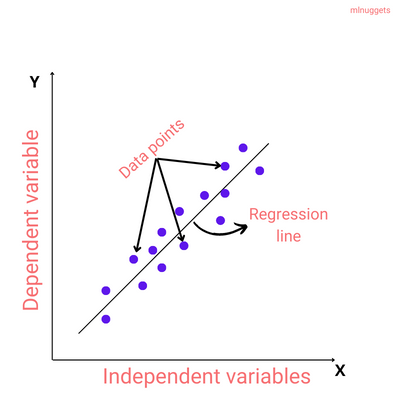 mlnuggets
Y
Data points
Dependent variable
Regression
line
X
Independent variables